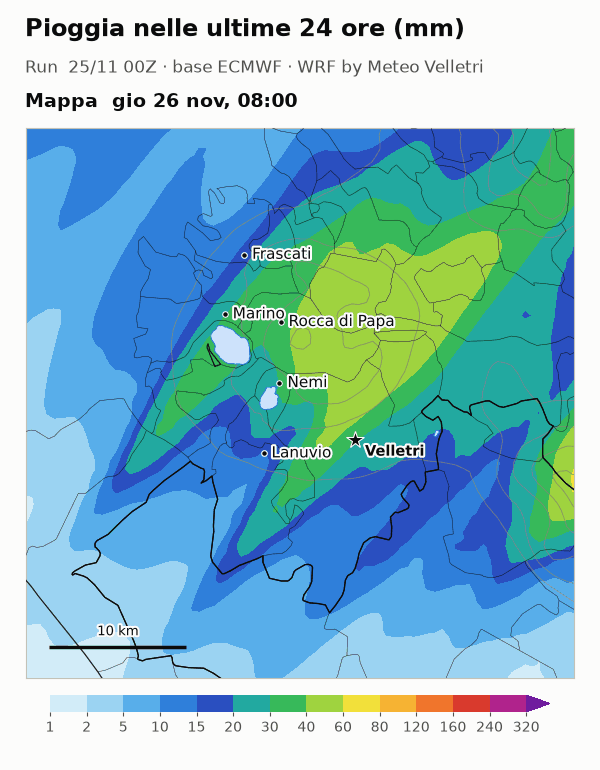 Pioggia nelle ultime 24 ore (mm)
Run  25/11 00Z · base ECMWF · WRF by Meteo Velletri
Mappa  gio 26 nov, 08:00
Frascati
Marino
Rocca di Papa
Nemi
Velletri
Lanuvio
10 km
1 2 5 10 15 20 30 40 60 80 120 160 240 320